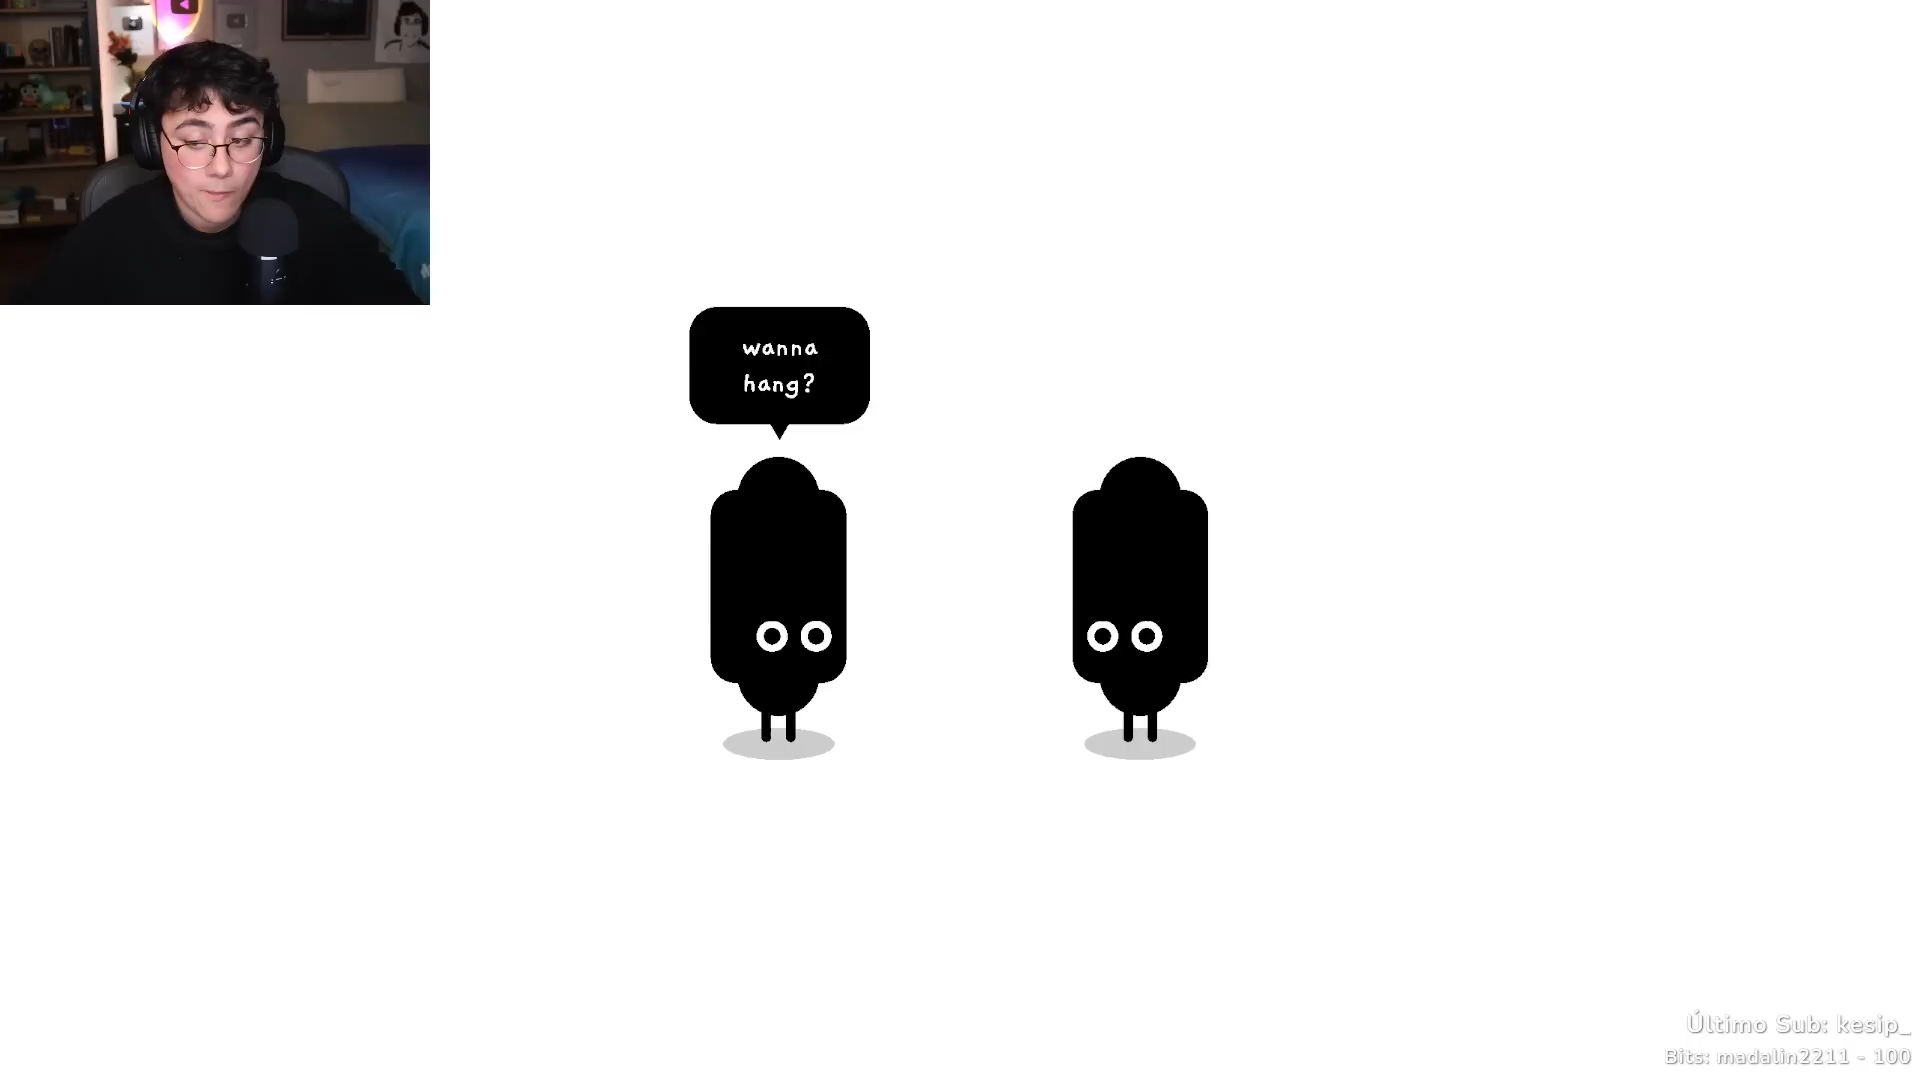 wanna
hang?
Último Sub: kesip_
Bits: madalin2211 - 100